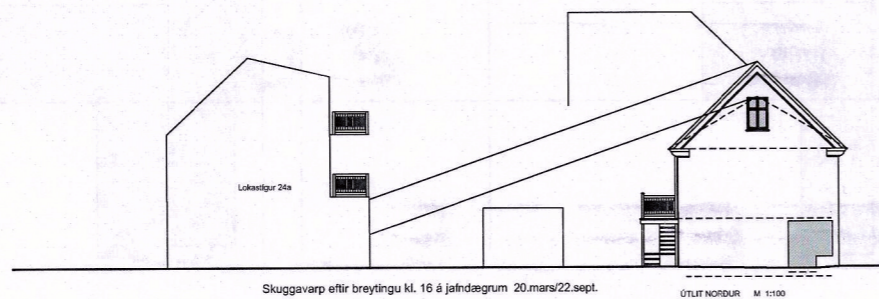 Lokastígur 24a
Skuggavarp eftir breytingu kl. 16 á jafndægrum 20.mars/22.sept.
ÚTLIT NORÐUR M 1:100